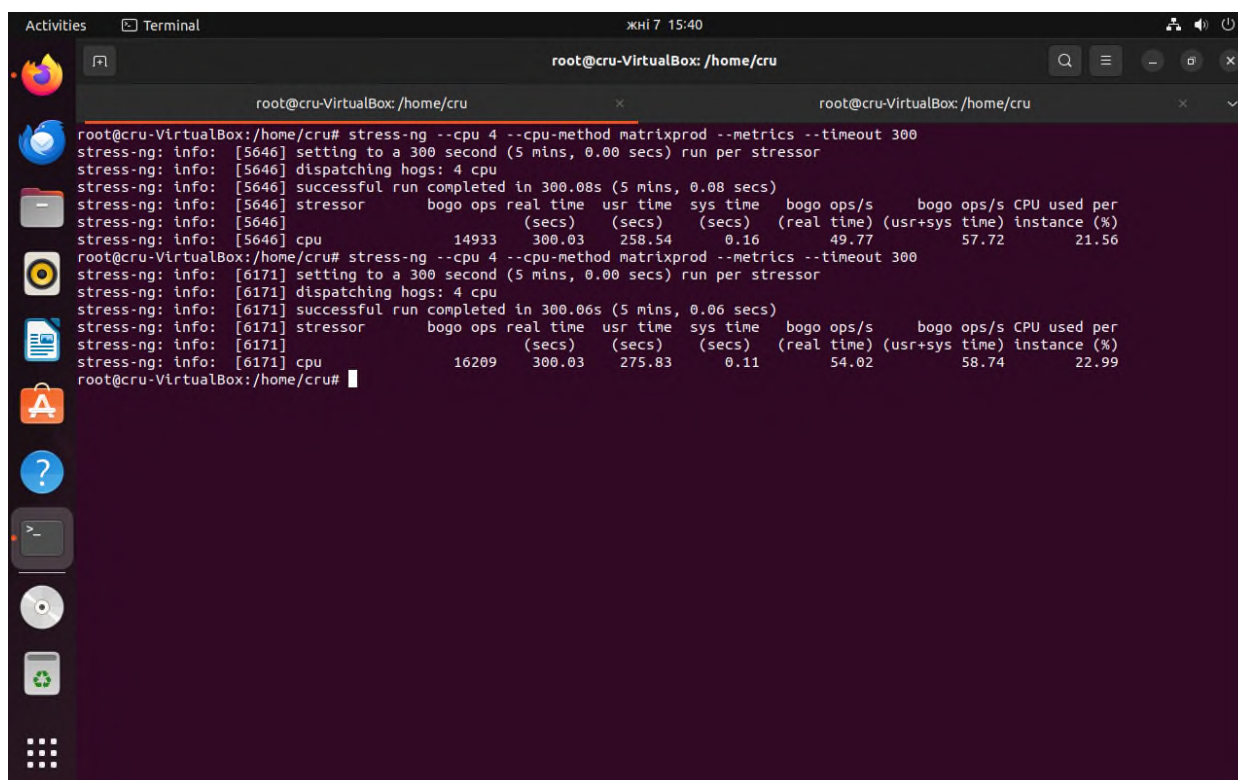 Activities Terminal жні 7 15:40
root@cru-VirtualBox: /home/cru
root@cru-VirtualBox: /home/cru × root@cru-VirtualBox: /home/cru ×
root@cru-VirtualBox:/home/cru# stress-ng --cpu 4 --cpu-method matrixprod --metrics --timeout 300
stress-ng: info: [5646] setting to a 300 second (5 mins, 0.00 secs) run per stressor
stress-ng: info: [5646] dispatching hogs: 4 cpu
stress-ng: info: [5646] successful run completed in 300.08s (5 mins, 0.08 secs)
stress-ng: info: [5646] stressor bogo ops real time usr time sys time bogo ops/s bogo ops/s CPU used per
stress-ng: info: [5646] (secs) (secs) (secs) (real time) (usr+sys time) instance (%)
stress-ng: info: [5646] cpu 14933 300.03 258.54 0.16 49.77 57.72 21.56
root@cru-VirtualBox:/home/cru# stress-ng --cpu 4 --cpu-method matrixprod --metrics --timeout 300
stress-ng: info: [6171] setting to a 300 second (5 mins, 0.00 secs) run per stressor
stress-ng: info: [6171] dispatching hogs: 4 cpu
stress-ng: info: [6171] successful run completed in 300.06s (5 mins, 0.06 secs)
stress-ng: info: [6171] stressor bogo ops real time usr time sys time bogo ops/s bogo ops/s CPU used per
stress-ng: info: [6171] (secs) (secs) (secs) (real time) (usr+sys time) instance (%)
stress-ng: info: [6171] cpu 16209 300.03 275.83 0.11 54.02 58.74 22.99
root@cru-VirtualBox:/home/cru#